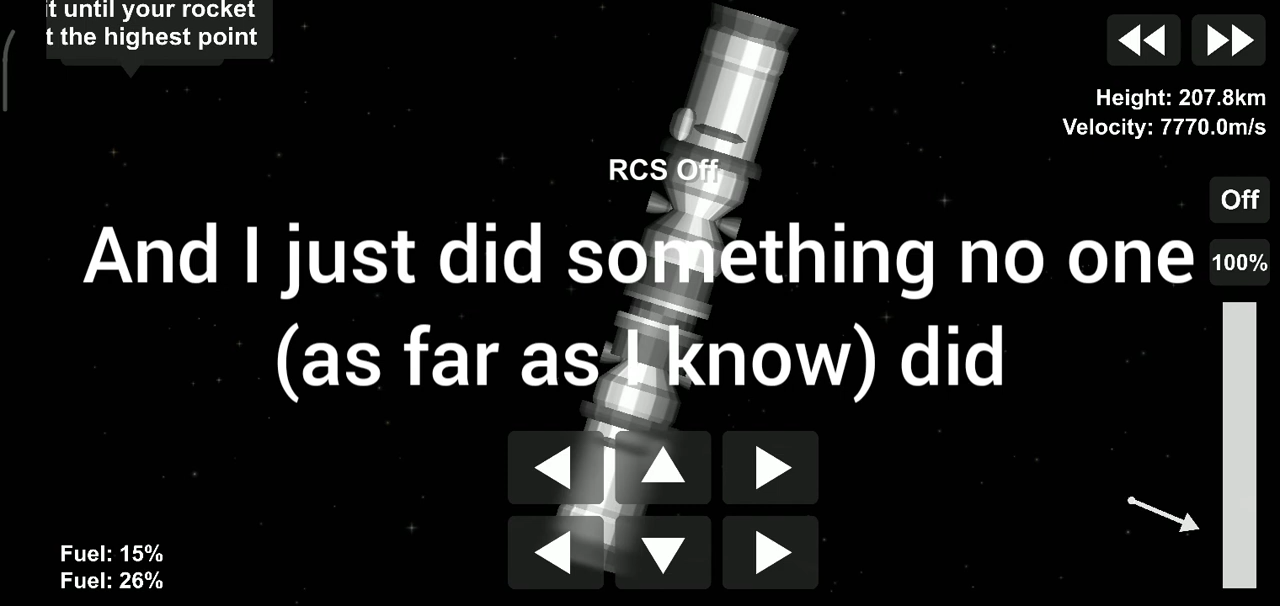 it until your rocket
t the highest point
Height: 207.8km
Velocity: 7770.0m/s
RCS Off
Off
And I just did something no one
100%
(as far as I know) did
Fuel: 15%
Fuel: 26%